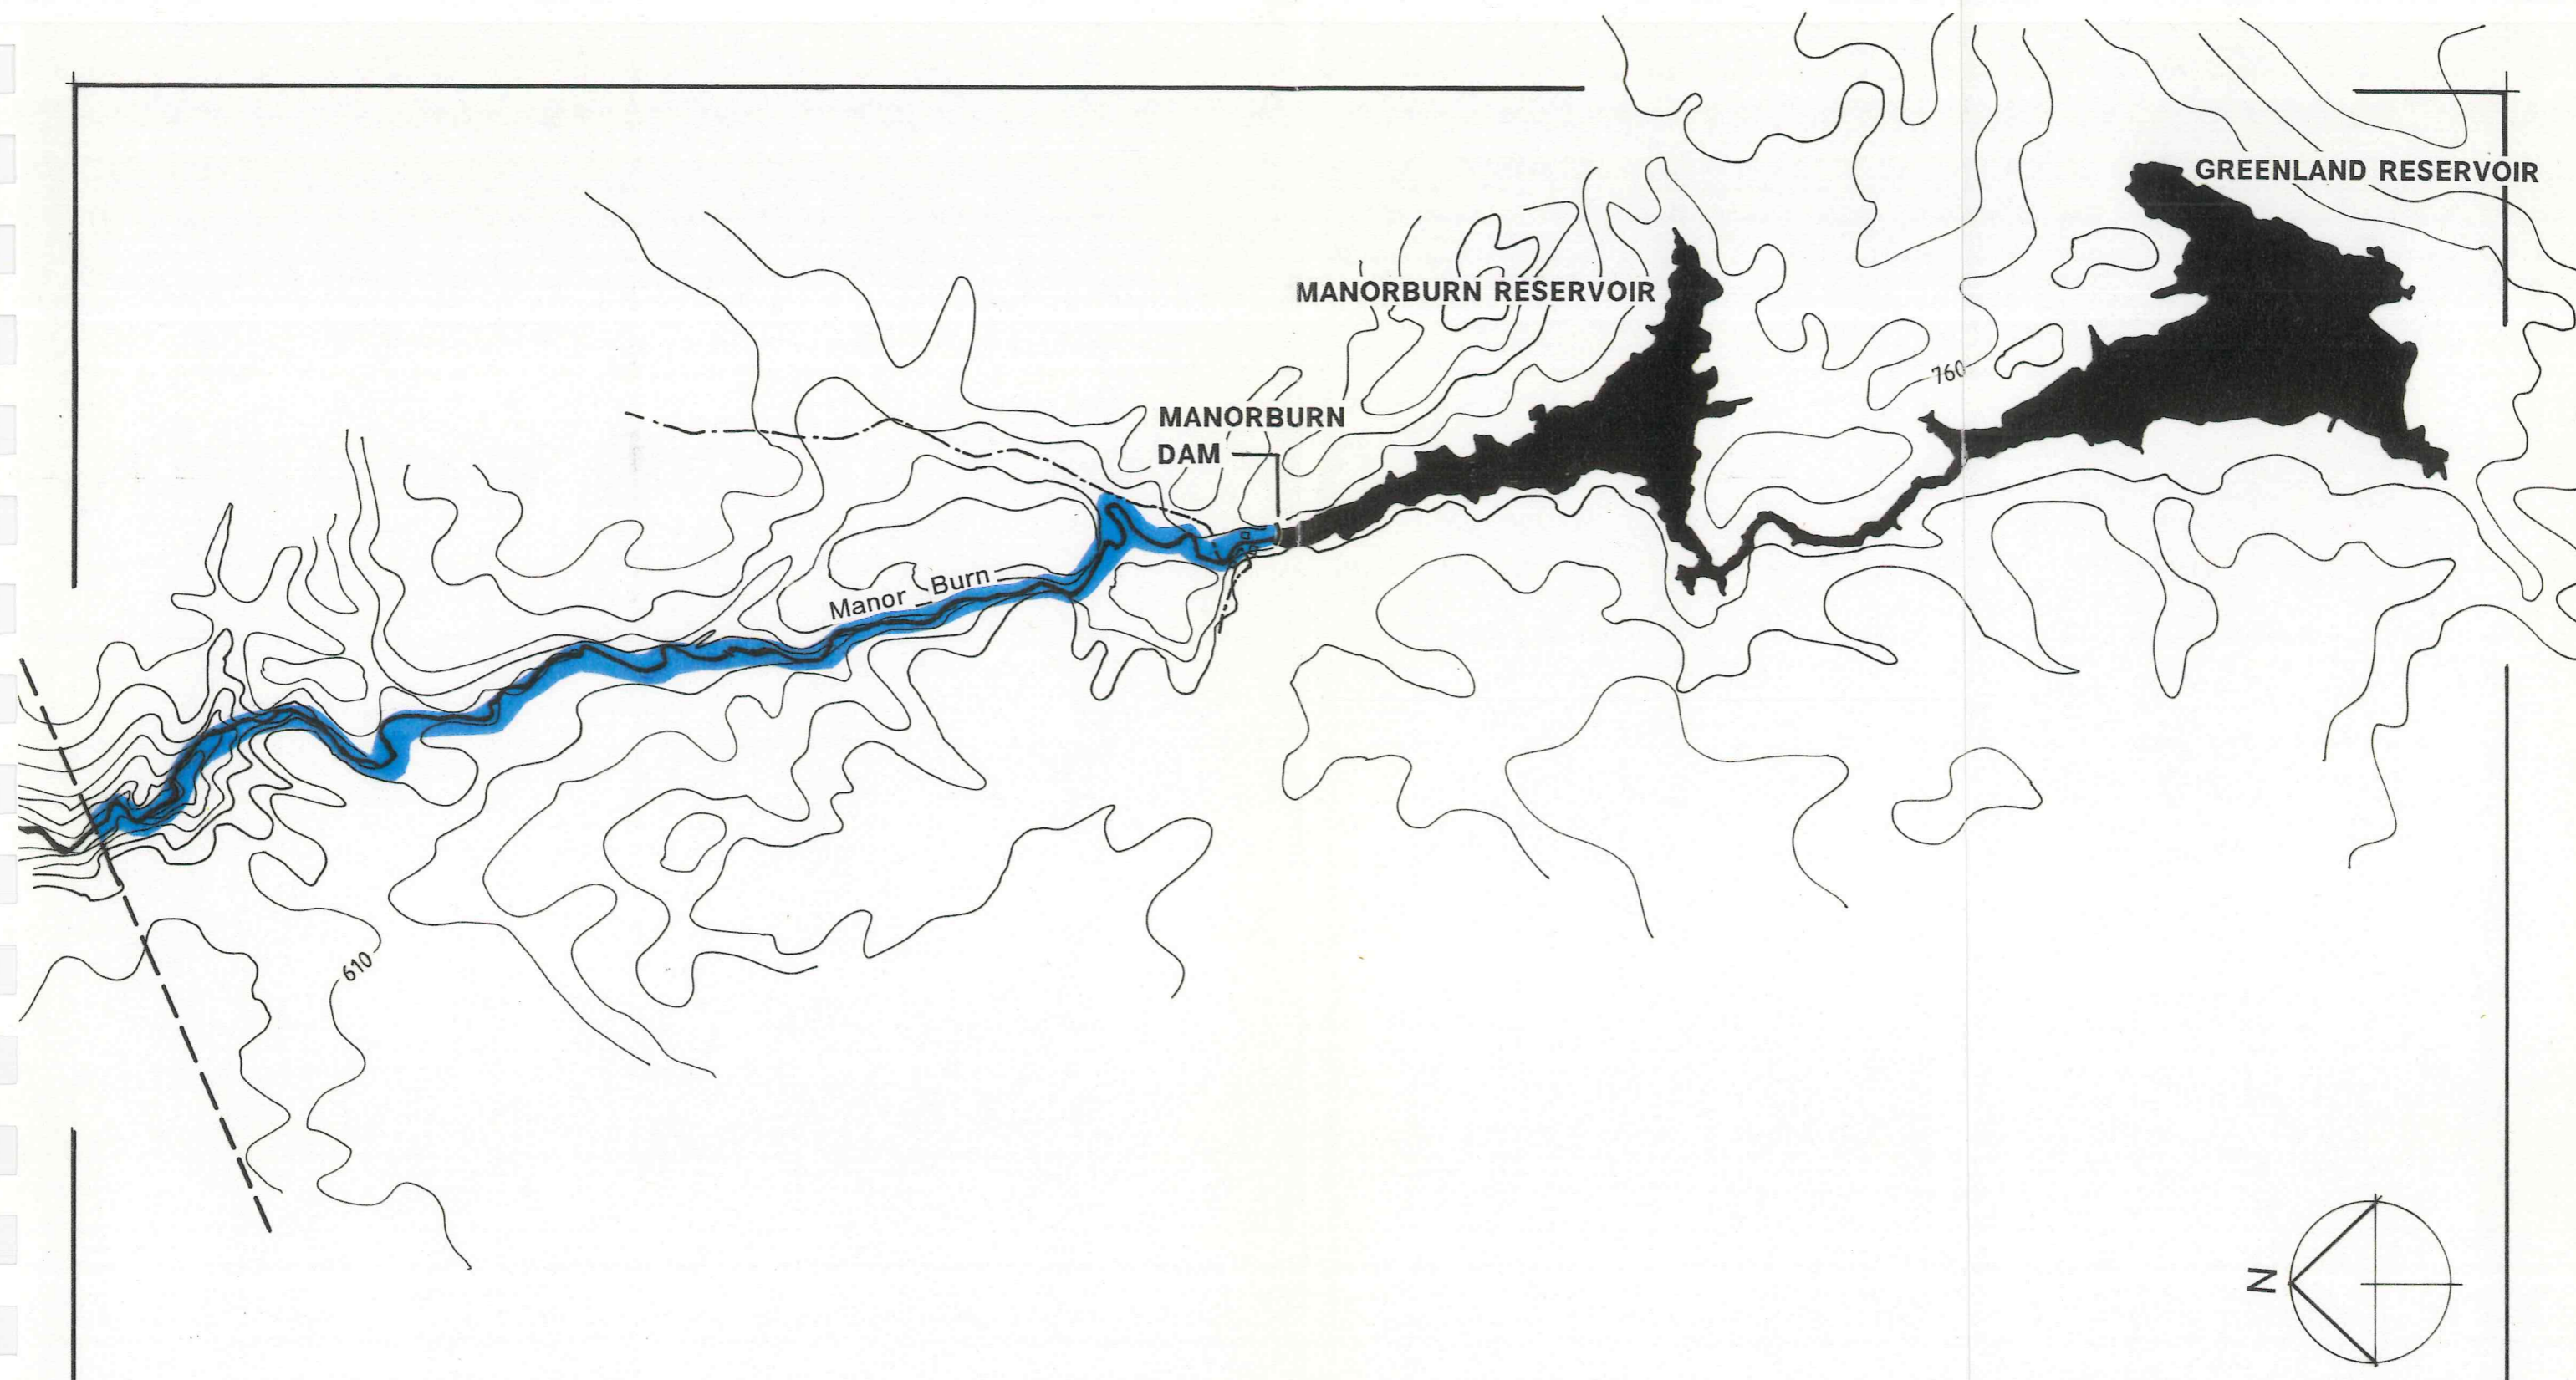 GREENLAND RESERVOIR
MANORBURN RESERVOIR
760
MANORBURN
DAM
Manor Burn
610
N